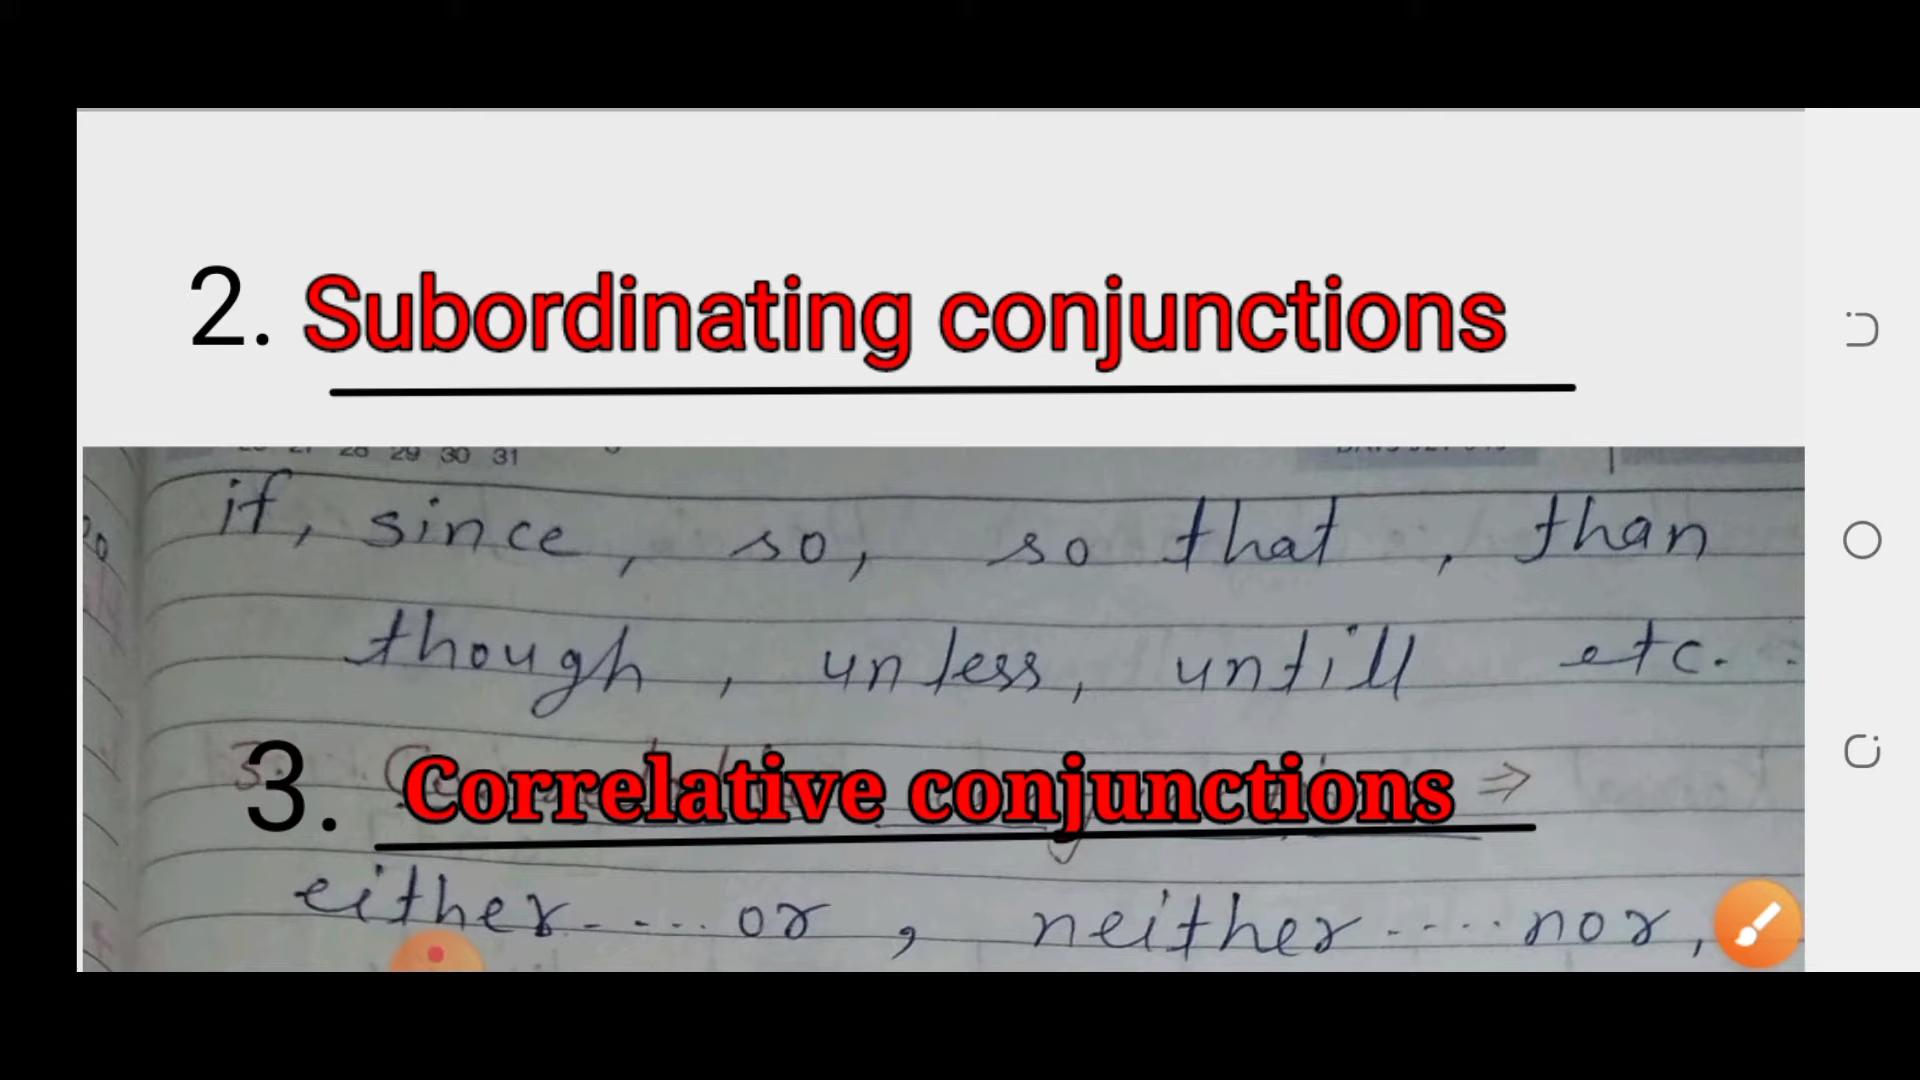 2. Subordinating conjunctions
28 29 30 31
if, since, so, so that, than
though, unless, untill etc.
3. Correlative conjunctions ⇒
either.....or, neither.....nor,